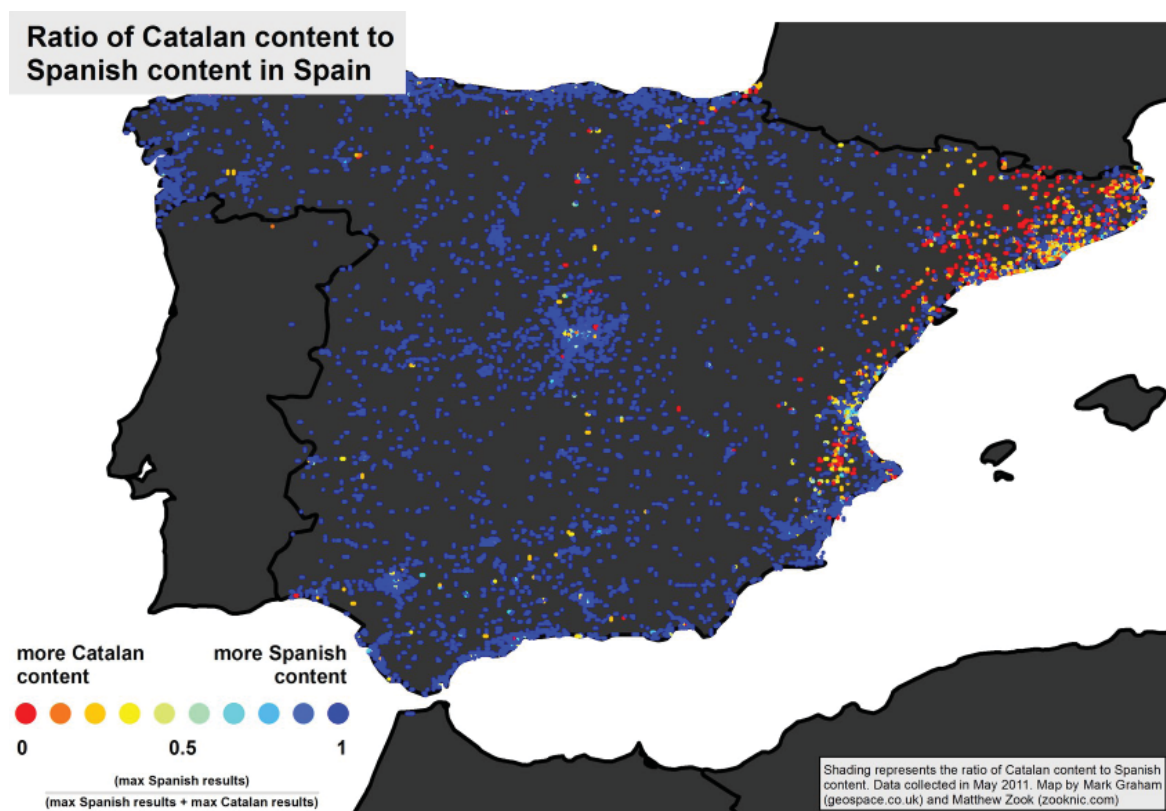 Ratio of Catalan content to
Spanish content in Spain
more Catalan
content
more Spanish
content
0
0.5
1
(max Spanish results)
(max Spanish results + max Catalan results)
Shading represents the ratio of Catalan content to Spanish
content. Data collected in May 2011. Map by Mark Graham
(geospace.co.uk) and Matthew Zook (zooknic.com)